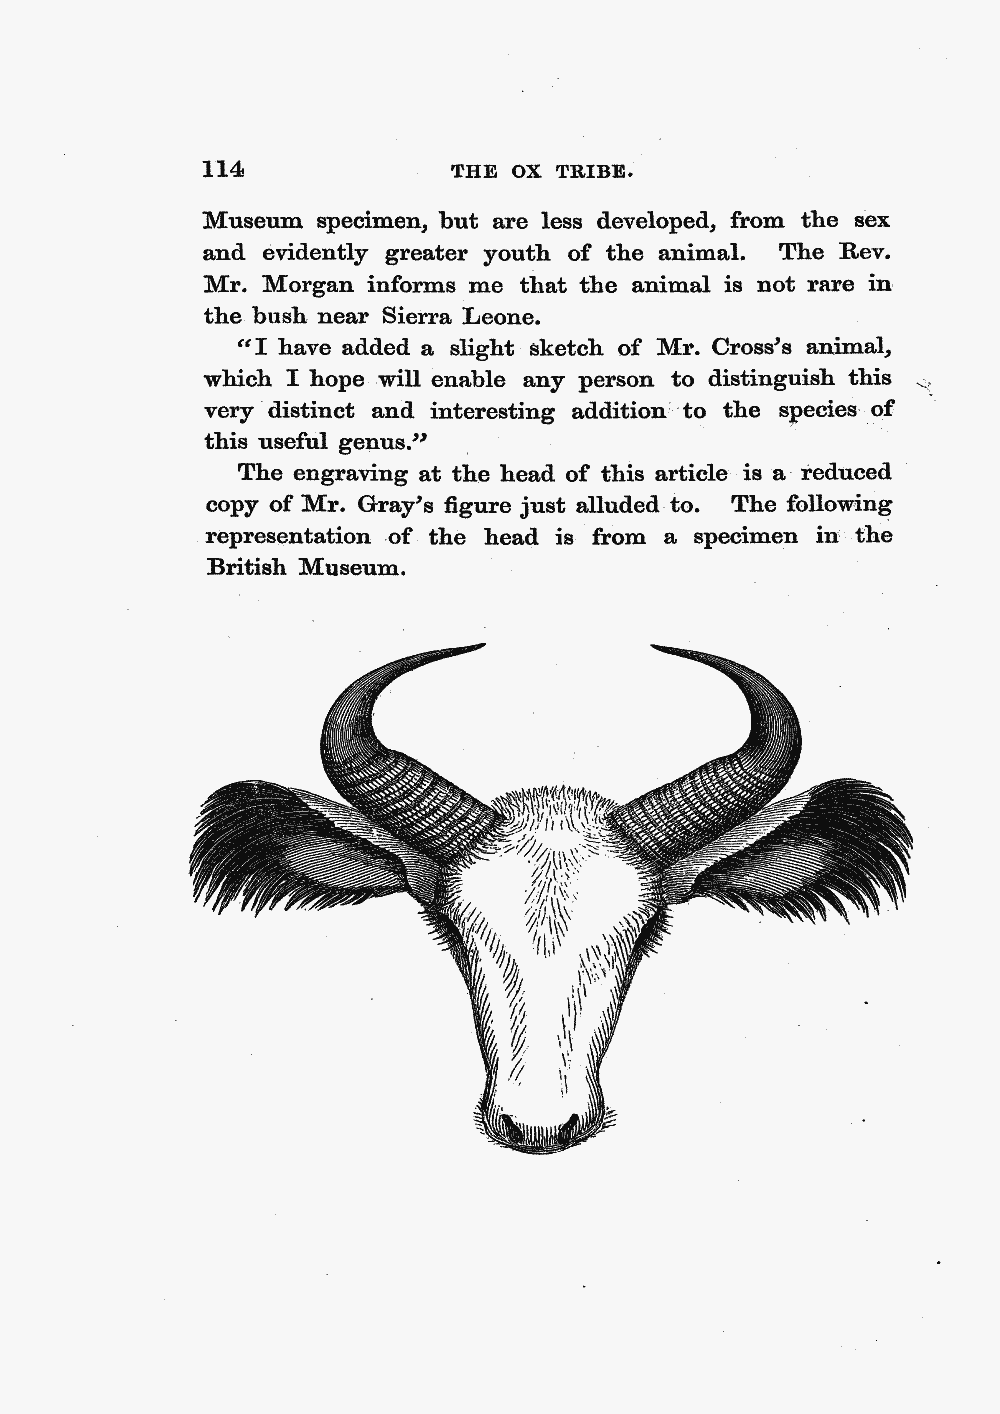 114 THE OX TRIBE.
Museum specimen, but are less developed, from the sex
and evidently greater youth of the animal. The Rev.
Mr. Morgan informs me that the animal is not rare in
the bush near Sierra Leone.
“I have added a slight sketch of Mr. Cross’s animal,
which I hope will enable any person to distinguish this
very distinct and interesting addition to the species of
this useful genus.”
The engraving at the head of this article is a reduced
copy of Mr. Gray’s figure just alluded to. The following
representation of the head is from a specimen in the
British Museum.